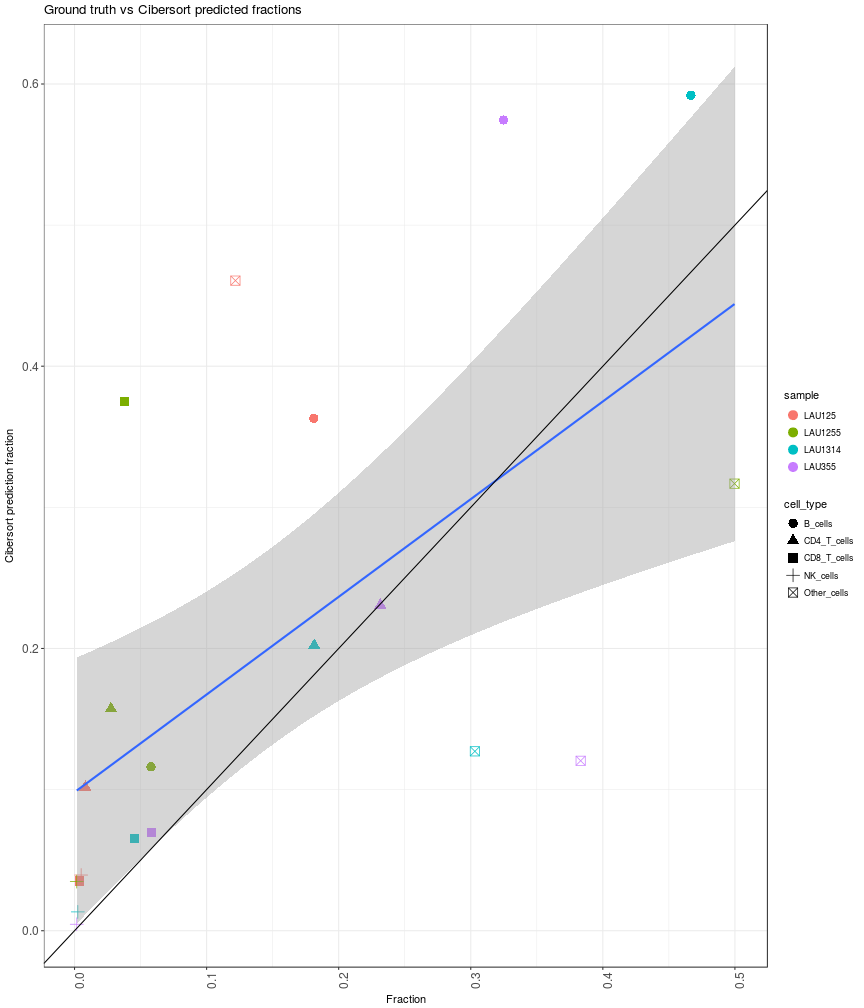 Ground truth vs Cibersort predicted fractions
0.6
0.4
0.2
0.0
Cibersort prediction fraction
0.0
0.1
0.2
0.3
0.4
0.5
Fraction
sample
LAU125
LAU1255
LAU1314
LAU355
cell_type
B_cells
CD4_T_cells
CD8_T_cells
NK_cells
Other_cells